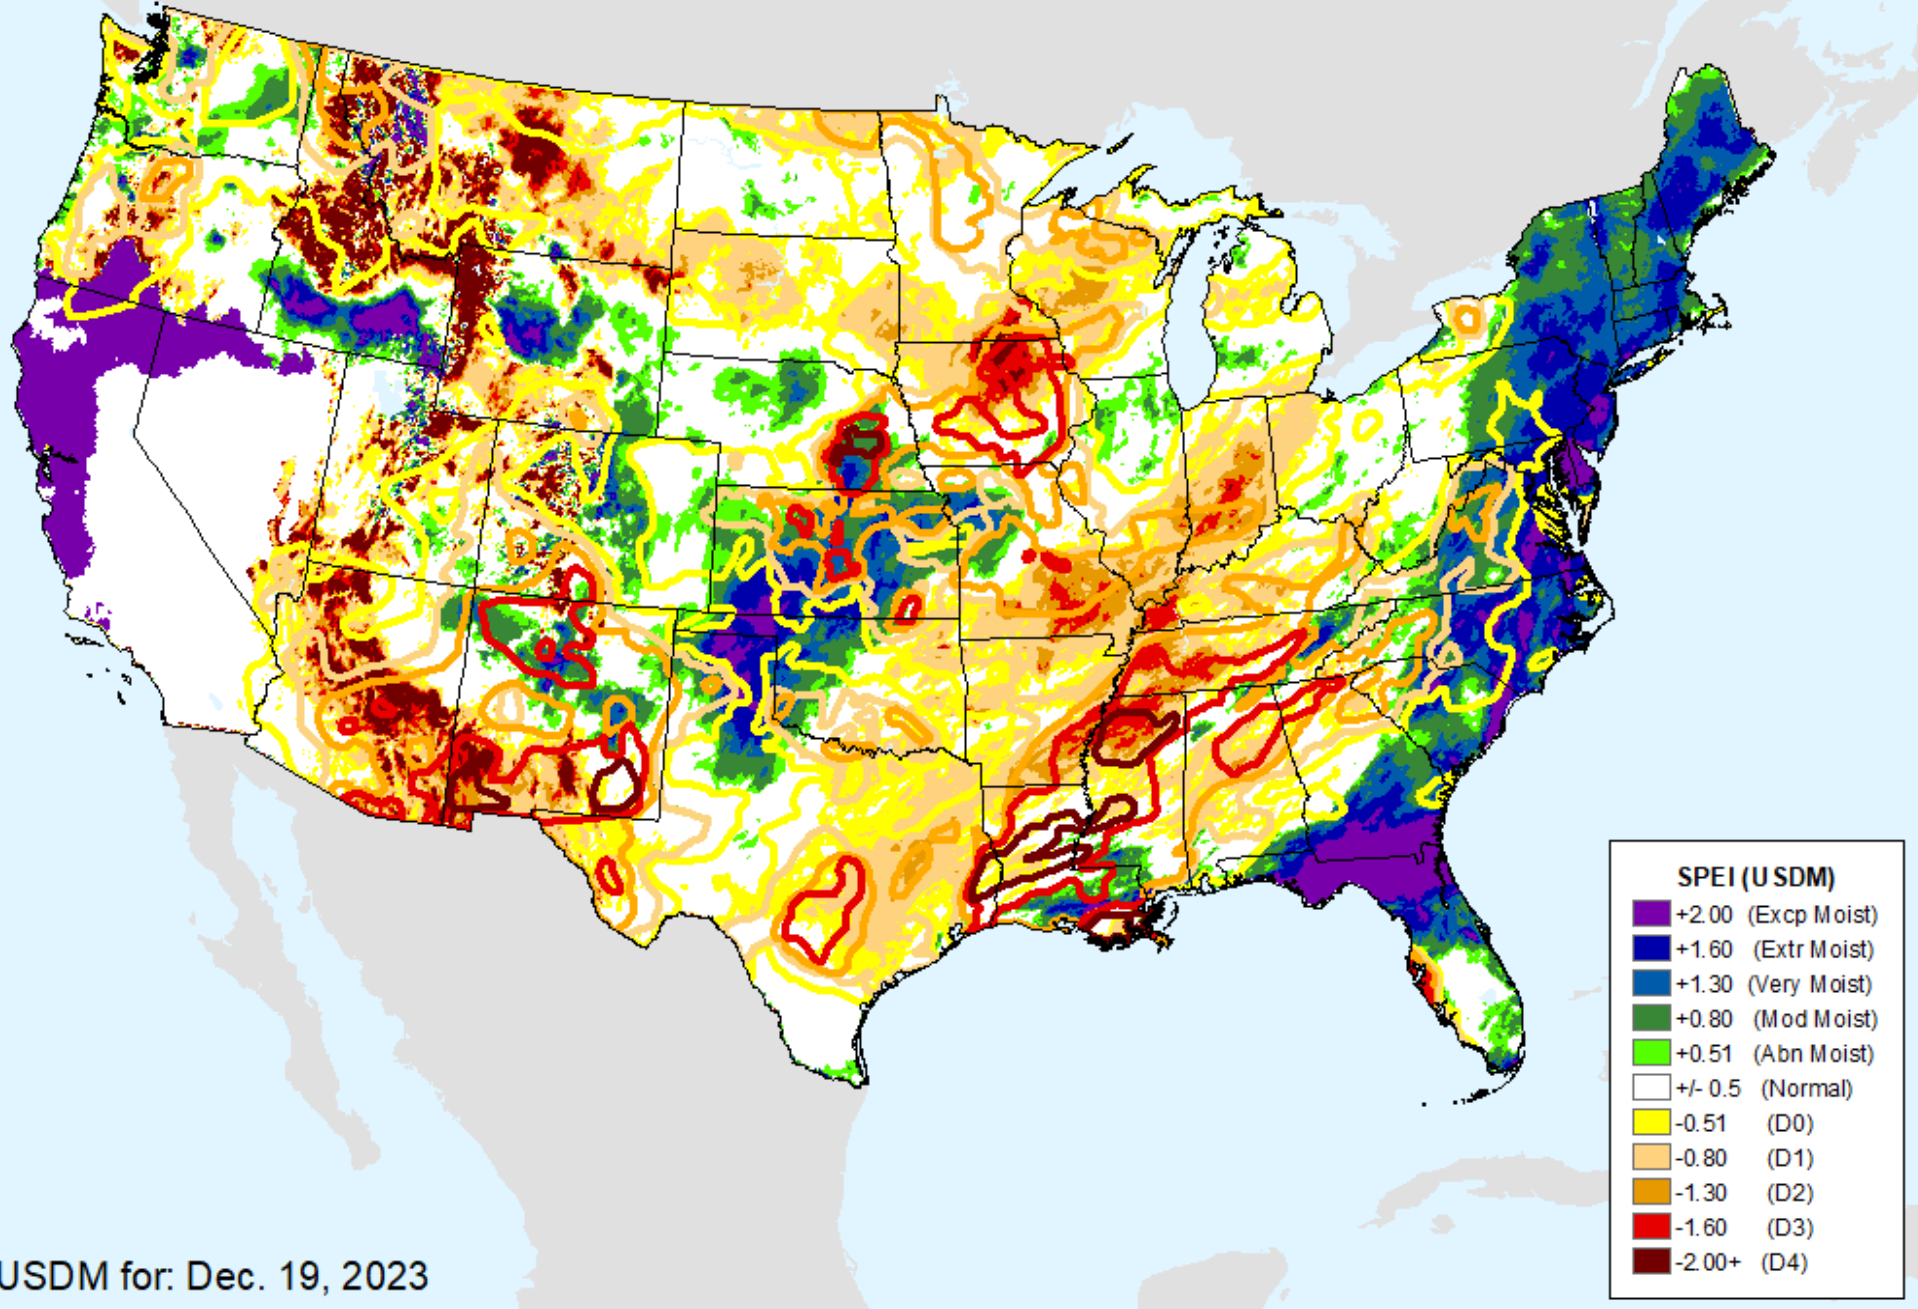 SPEI (USDM)
+2.00 (Excp Moist)
+1.60 (Extr Moist)
+1.30 (Very Moist)
+0.80 (Mod Moist)
+0.51 (Abn Moist)
+/- 0.5 (Normal)
-0.51 (D0)
-0.80 (D1)
-1.30 (D2)
-1.60 (D3)
-2.00+ (D4)
USDM for: Dec. 19, 2023